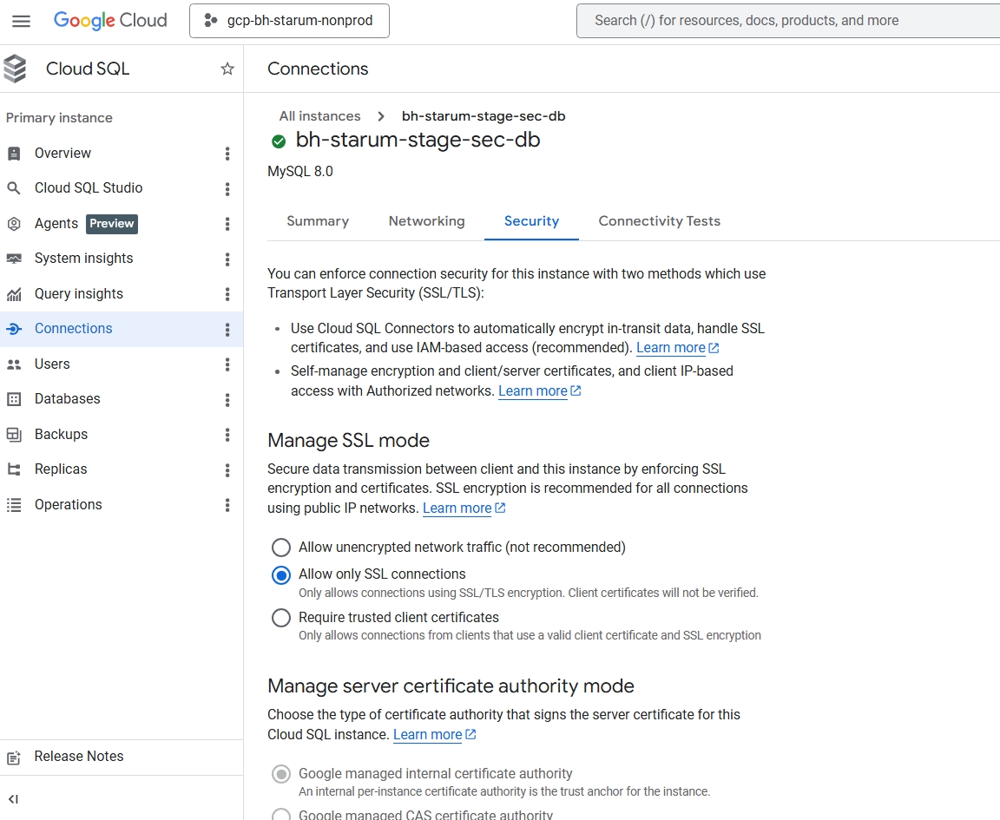 Google Cloud
gcp-bh-starum-nonprod
Search (/) for resources, docs, products, and more
Cloud SQL
Connections
Primary instance
Overview
Cloud SQL Studio
Agents Preview
System insights
Query insights
Connections
Users
Databases
Backups
Replicas
Operations
Release Notes
All instances > bh-starum-stage-sec-db
bh-starum-stage-sec-db
MySQL 8.0
Summary Networking Security Connectivity Tests
You can enforce connection security for this instance with two methods which use
Transport Layer Security (SSL/TLS):
• Use Cloud SQL Connectors to automatically encrypt in-transit data, handle SSL
certificates, and use IAM-based access (recommended). Learn more
• Self-manage encryption and client/server certificates, and client IP-based
access with Authorized networks. Learn more
Manage SSL mode
Secure data transmission between client and this instance by enforcing SSL
encryption and certificates. SSL encryption is recommended for all connections
using public IP networks. Learn more
Allow unencrypted network traffic (not recommended)
Allow only SSL connections
Only allows connections using SSL/TLS encryption. Client certificates will not be verified.
Require trusted client certificates
Only allows connections from clients that use a valid client certificate and SSL encryption
Manage server certificate authority mode
Choose the type of certificate authority that signs the server certificate for this
Cloud SQL instance. Learn more
Google managed internal certificate authority
An internal per-instance certificate authority is the trust anchor for the instance.
Google managed CAS certificate authority